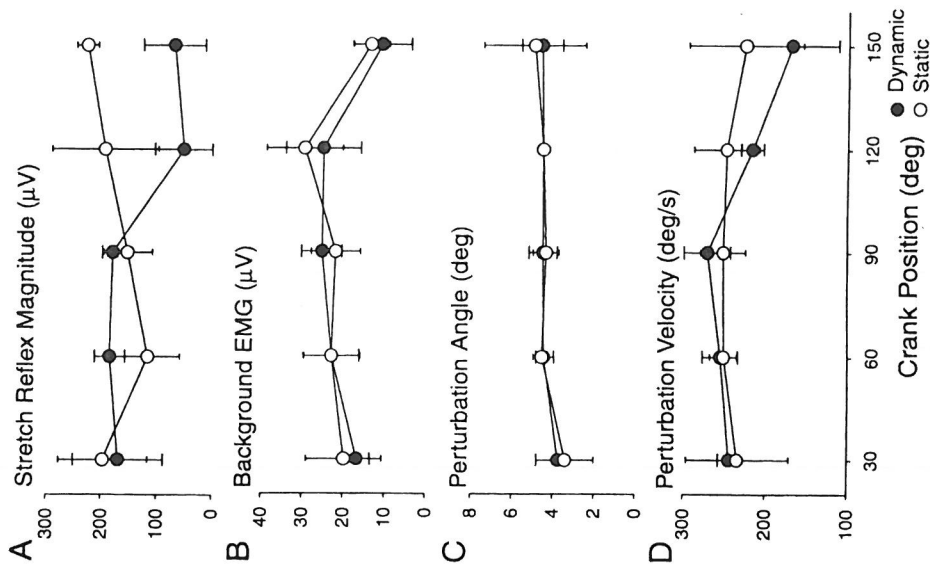 A
Stretch Reflex Magnitude (μV)
300
200
100
0
B
Background EMG (μV)
40
30
20
10
0
C
Perturbation Angle (deg)
8
6
4
2
0
D
Perturbation Velocity (deg/s)
300
200
100
30
60
90
120
150
Crank Position (deg)
Dynamic
Static